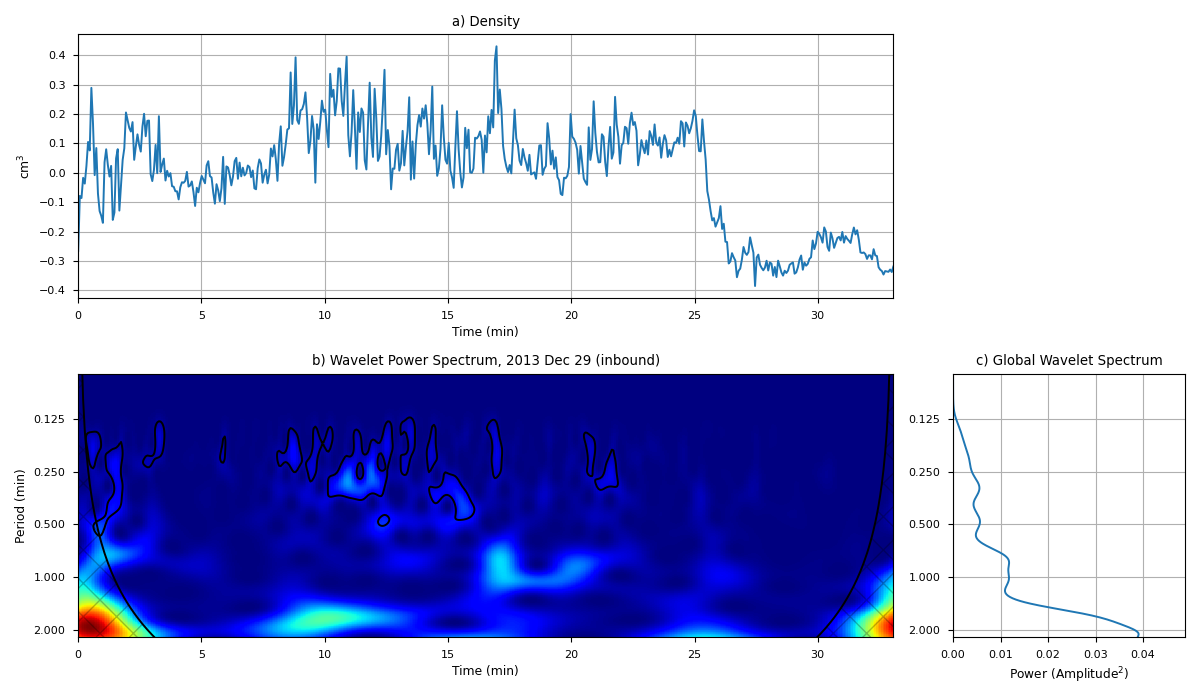 a) Density
cm³
0.4
0.3
0.2
0.1
0.0
−0.1
−0.2
−0.3
−0.4
0 5 10 15 20 25 30
Time (min)
b) Wavelet Power Spectrum, 2013 Dec 29 (inbound)
Period (min)
0.125
0.250
0.500
1.000
2.000
0 5 10 15 20 25 30
Time (min)
c) Global Wavelet Spectrum
0.125
0.250
0.500
1.000
2.000
0.00 0.01 0.02 0.03 0.04
Power (Amplitude²)